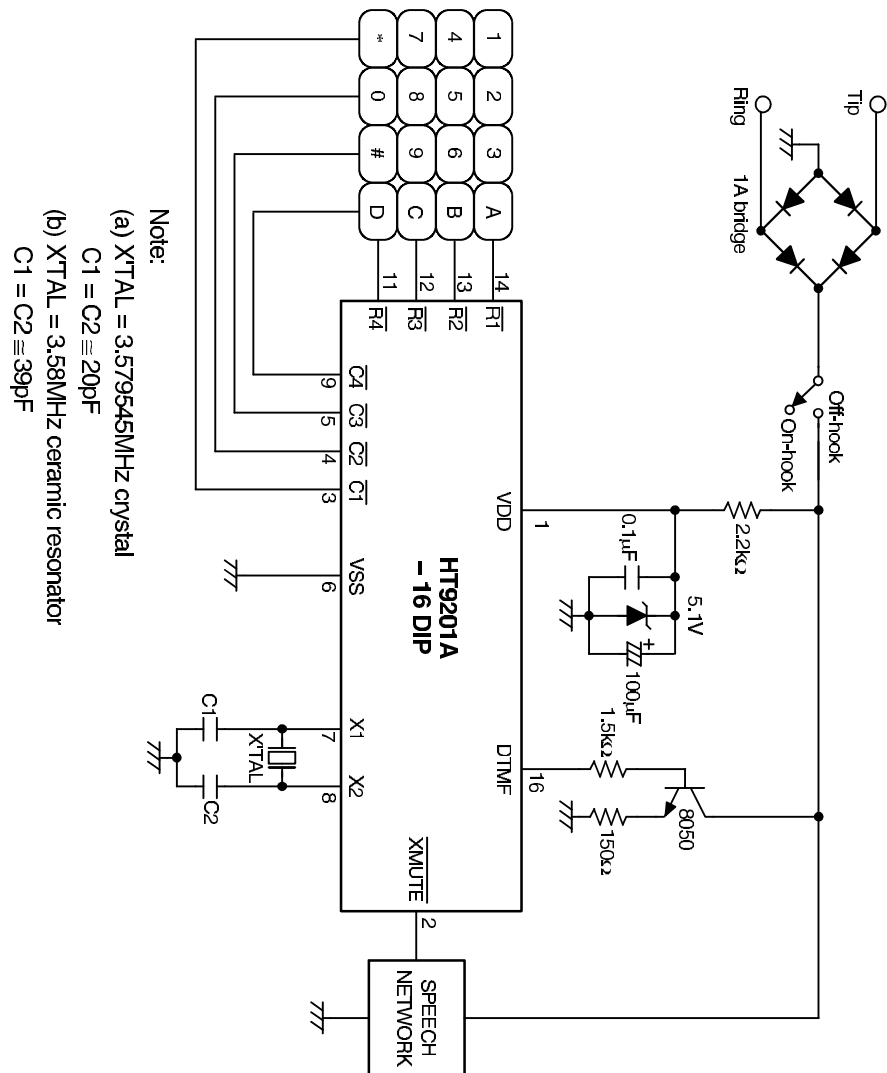 Tip
Ring
1A bridge
Off-hook
On-hook
2.2kΩ
5.1V
0.1µF
100µF
+
1.5kΩ
8050
150Ω
1 2 3 A
4 5 6 B
7 8 9 C
* 0 # D
14
13
12
11
R1
R2
R3
R4
VDD
1
DTMF
16
HT9201A
– 16 DIP
XMUTE
2
SPEECH
NETWORK
C4
C3
C2
C1
VSS
X1
X2
9
5
4
3
6
7
8
X'TAL
C1
C2
Note:
(a) X'TAL = 3.579545MHz crystal
C1 = C2 ≅ 20pF
(b) X'TAL = 3.58MHz ceramic resonator
C1 = C2 ≅ 39pF